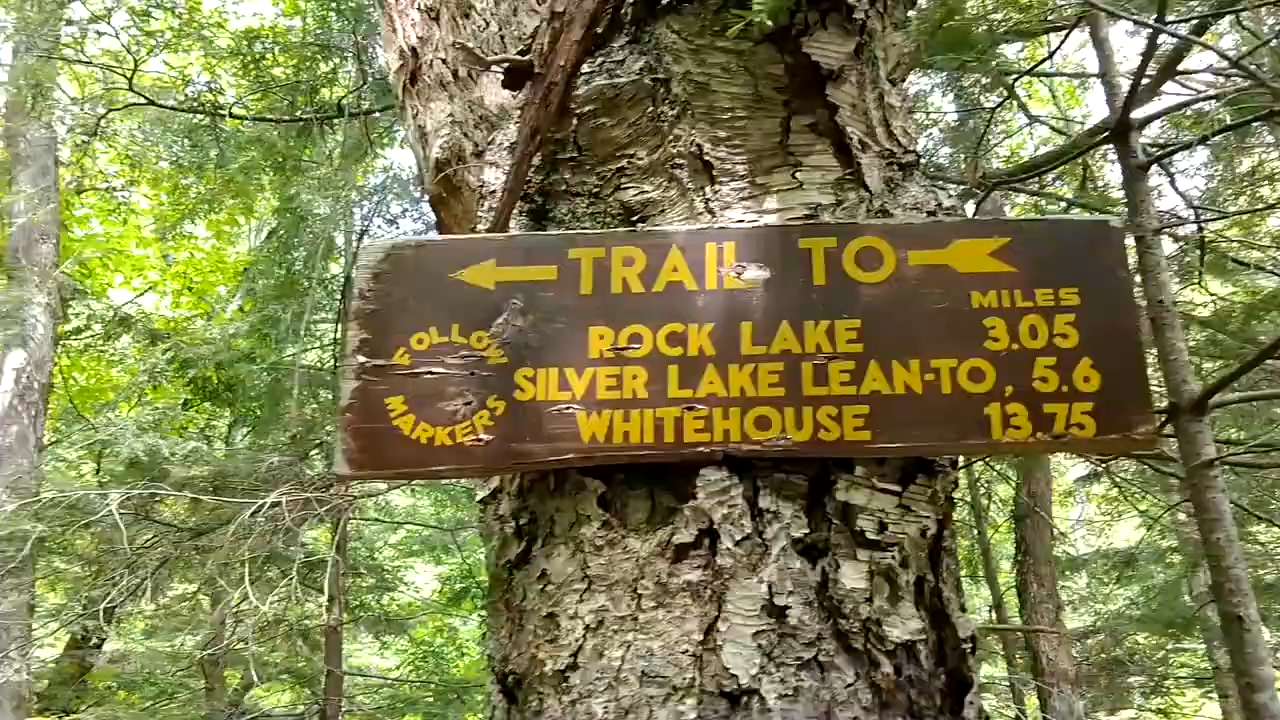 TRAIL TO
MILES
FOLLOW
MARKERS
ROCK LAKE 3.05
SILVER LAKE LEAN-TO, 5.6
WHITEHOUSE 13.75